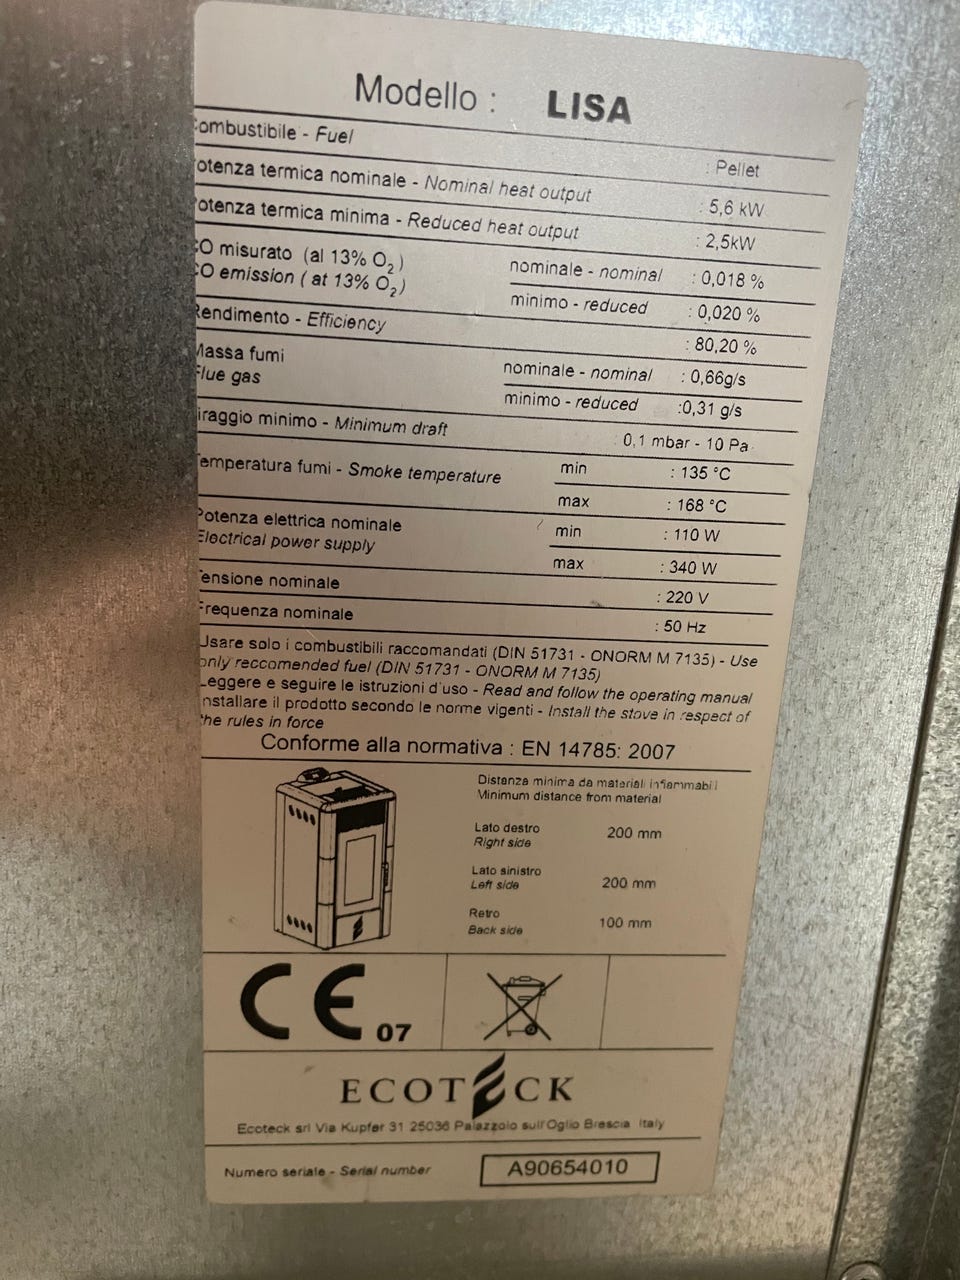 Modello : LISA
ombustibile - Fuel : Pellet
otenza termica nominale - Nominal heat output : 5,6 kW
otenza termica minima - Reduced heat output : 2,5kW
CO misurato (al 13% O2) nominale - nominal : 0,018 %
CO emission ( at 13% O2) minimo - reduced : 0,020 %
Rendimento - Efficiency : 80,20 %
Massa fumi nominale - nominal : 0,66g/s
Flue gas minimo - reduced :0,31 g/s
iraggio minimo - Minimum draft : 0,1 mbar - 10 Pa
Temperatura fumi - Smoke temperature min : 135 °C
max : 168 °C
Potenza elettrica nominale min : 110 W
Electrical power supply max : 340 W
Tensione nominale : 220 V
Frequenza nominale : 50 Hz
Usare solo i combustibili raccomandati (DIN 51731 - ONORM M 7135) - Use
only reccomended fuel (DIN 51731 - ONORM M 7135)
Leggere e seguire le istruzioni d'uso - Read and follow the operating manual
nstallare il prodotto secondo le norme vigenti - Install the stove in respect of
the rules in force
Conforme alla normativa : EN 14785: 2007
Distanza minima da materiali infiammabili
Minimum distance from material
Lato destro 200 mm
Right side
Lato sinistro 200 mm
Left side
Retro 100 mm
Back side
CE 07
ECOTECK
Ecoteck srl Via Kupfer 31 25036 Palazzolo sull'Oglio Brescia Italy
Numero seriale - Serial number A90654010